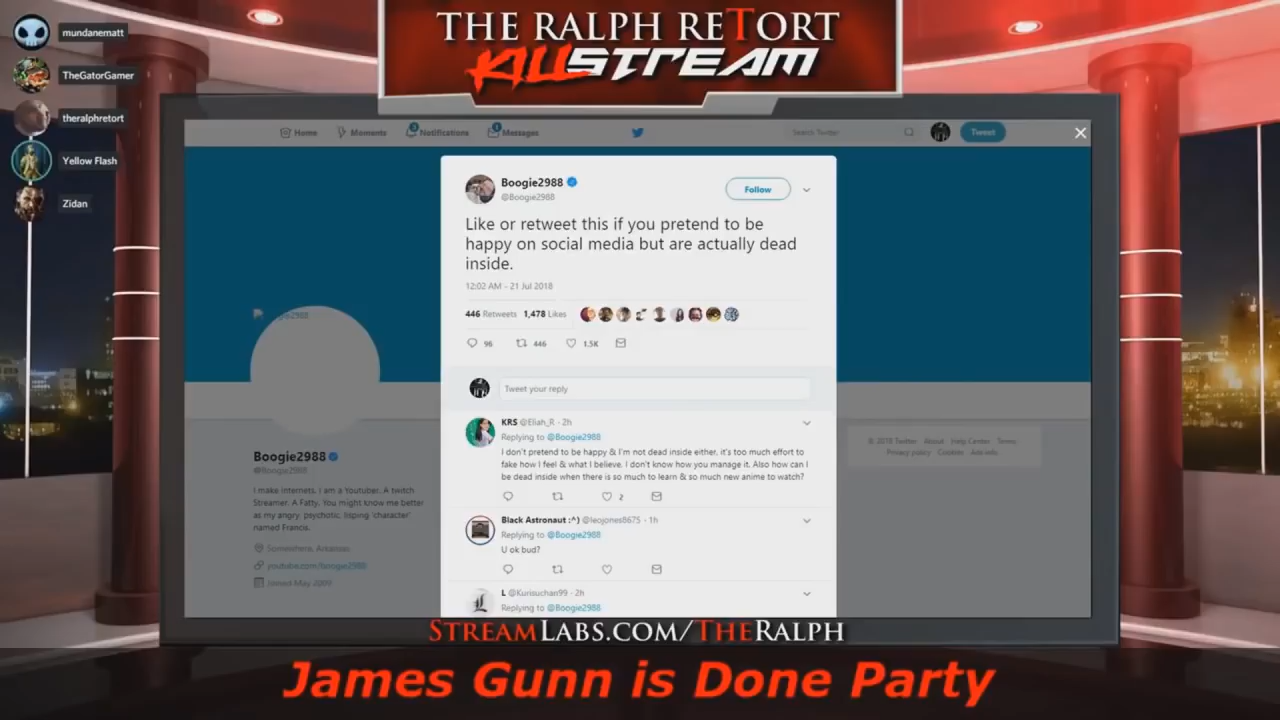 THE RALPH RETORT
KILLSTREAM
mundanematt
TheGatorGamer
theralphretort
Yellow Flash
Zidan
Home Moments Notifications Messages Search Twitter Tweet
Boogie2988
@Boogie2988
Follow
Like or retweet this if you pretend to be
happy on social media but are actually dead
inside.
12:02 AM - 21 Jul 2018
446 Retweets 1,478 Likes
96 446 1.5K
Tweet your reply
KRS @Eliah_R · 2h
Replying to @Boogie2988
I don't pretend to be happy & I'm not dead inside either, it's too much effort to
fake how I feel & what I believe. I don't know how you manage it. Also how can I
be dead inside when there is so much to learn & so much new anime to watch?
2
Black Astronaut :^) @leojones8675 · 1h
Replying to @Boogie2988
U ok bud?
L @Kurisuchan99 · 2h
Replying to @Boogie2988
Boogie2988
Boogie2988
@Boogie2988
I make internets. I am a Youtuber. A twitch
Streamer. A Fatty. You might know me better
as my angry, psychotic, lisping 'character'
named Francis.
Somewhere, Arkansas
youtube.com/boogie2988
Joined May 2009
© 2018 Twitter About Help Center Terms
Privacy policy Cookies Ads info
STREAMLABS.COM/THERALPH
James Gunn is Done Party